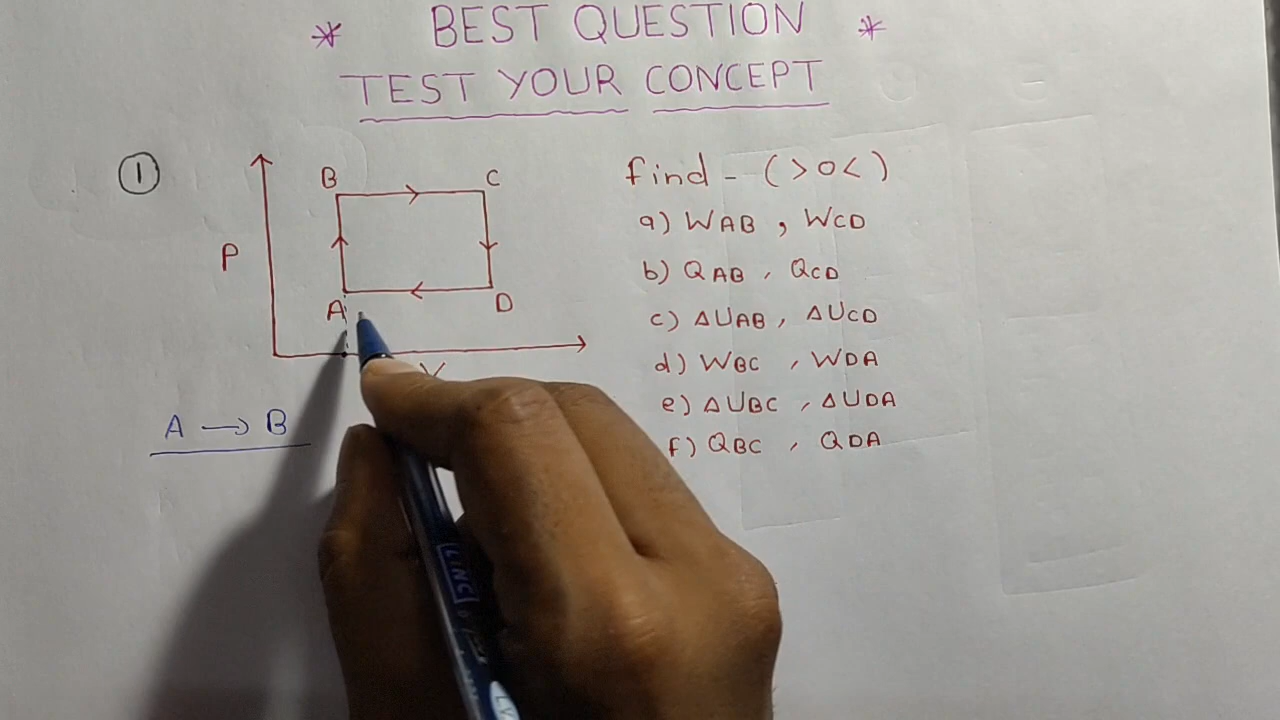 * BEST QUESTION *
TEST YOUR CONCEPT
①
B C
P
A D
V
A → B
find - (>0<)
a) WAB , WCD
b) QAB , QCD
c) ΔUAB , ΔUCD
d) WBC , WDA
e) ΔUBC , ΔUDA
f) QBC , QDA
LINC